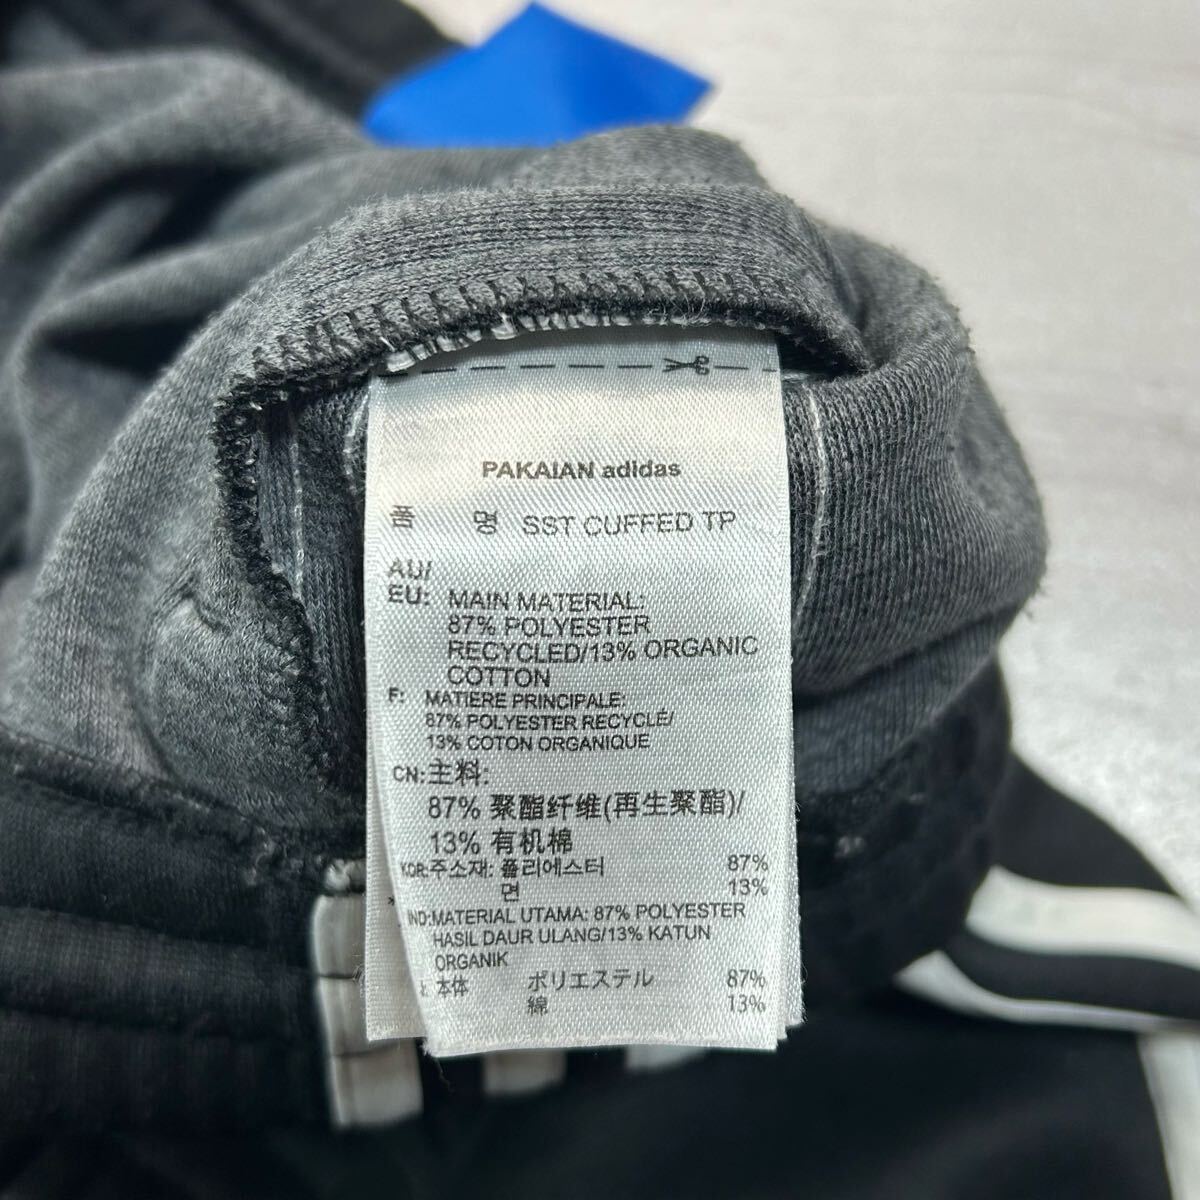 PAKAIAN adidas
품 명 SST CUFFED TP
AU/
EU: MAIN MATERIAL:
87% POLYESTER
RECYCLED/13% ORGANIC
COTTON
F: MATIERE PRINCIPALE:
87% POLYESTER RECYCLÉ/
13% COTON ORGANIQUE
CN:主料:
87% 聚酯纤维(再生聚酯)/
13% 有机棉
KOR:주소재: 폴리에스터 87%
면 13%
IND:MATERIAL UTAMA: 87% POLYESTER
HASIL DAUR ULANG/13% KATUN
ORGANIK
本体 ポリエステル 87%
綿 13%